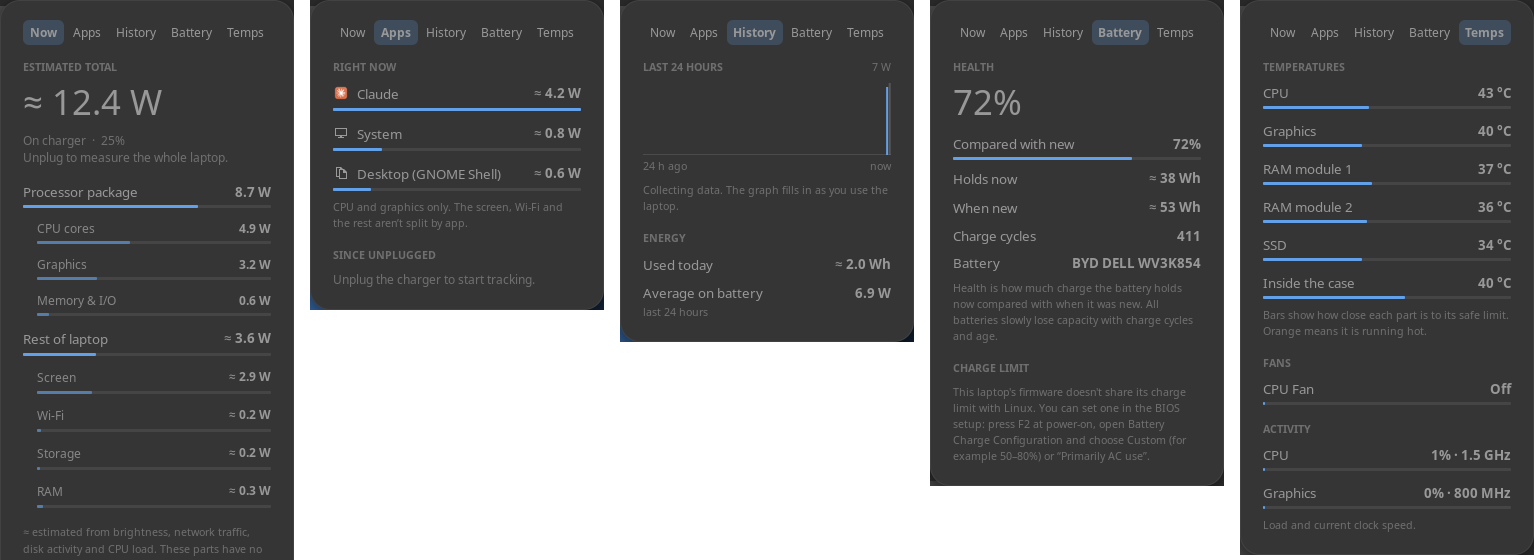 Now Apps History Battery Temps
ESTIMATED TOTAL
≈ 12.4 W
On charger · 25%
Unplug to measure the whole laptop.
Processor package 8.7 W
CPU cores 4.9 W
Graphics 3.2 W
Memory & I/O 0.6 W
Rest of laptop ≈ 3.6 W
Screen ≈ 2.9 W
Wi-Fi ≈ 0.2 W
Storage ≈ 0.2 W
RAM ≈ 0.3 W
≈ estimated from brightness, network traffic,
disk activity and CPU load. These parts have no
Now Apps History Battery Temps
RIGHT NOW
Claude ≈ 4.2 W
System ≈ 0.8 W
Desktop (GNOME Shell) ≈ 0.6 W
CPU and graphics only. The screen, Wi-Fi and
the rest aren't split by app.
SINCE UNPLUGGED
Unplug the charger to start tracking.
Now Apps History Battery Temps
LAST 24 HOURS 7 W
24 h ago now
Collecting data. The graph fills in as you use the
laptop.
ENERGY
Used today ≈ 2.0 Wh
Average on battery 6.9 W
last 24 hours
Now Apps History Battery Temps
HEALTH
72%
Compared with new 72%
Holds now ≈ 38 Wh
When new ≈ 53 Wh
Charge cycles 411
Battery BYD DELL WV3K854
Health is how much charge the battery holds
now compared with when it was new. All
batteries slowly lose capacity with charge cycles
and age.
CHARGE LIMIT
This laptop's firmware doesn't share its charge
limit with Linux. You can set one in the BIOS
setup: press F2 at power-on, open Battery
Charge Configuration and choose Custom (for
example 50–80%) or “Primarily AC use”.
Now Apps History Battery Temps
TEMPERATURES
CPU 43 °C
Graphics 40 °C
RAM module 1 37 °C
RAM module 2 36 °C
SSD 34 °C
Inside the case 40 °C
Bars show how close each part is to its safe limit.
Orange means it is running hot.
FANS
CPU Fan Off
ACTIVITY
CPU 1% · 1.5 GHz
Graphics 0% · 800 MHz
Load and current clock speed.